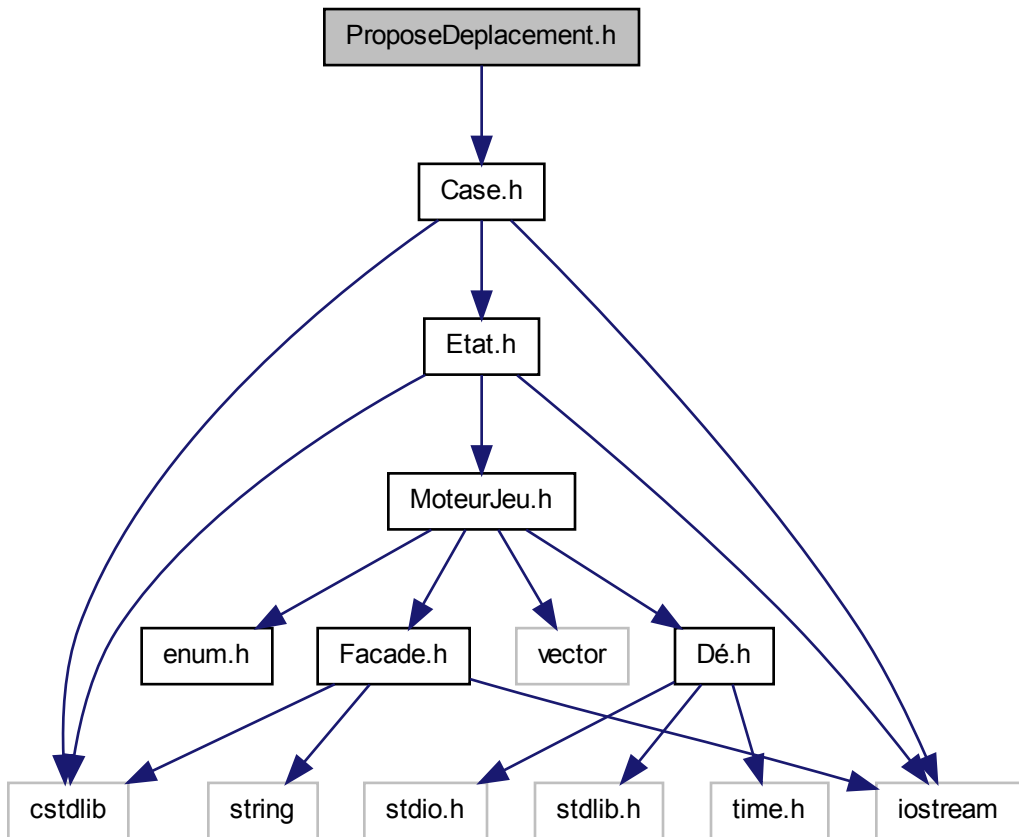 ProposeDeplacement.h
Case.h
Etat.h
MoteurJeu.h
enum.h
Facade.h
vector
Dé.h
cstdlib
string
stdio.h
stdlib.h
time.h
iostream